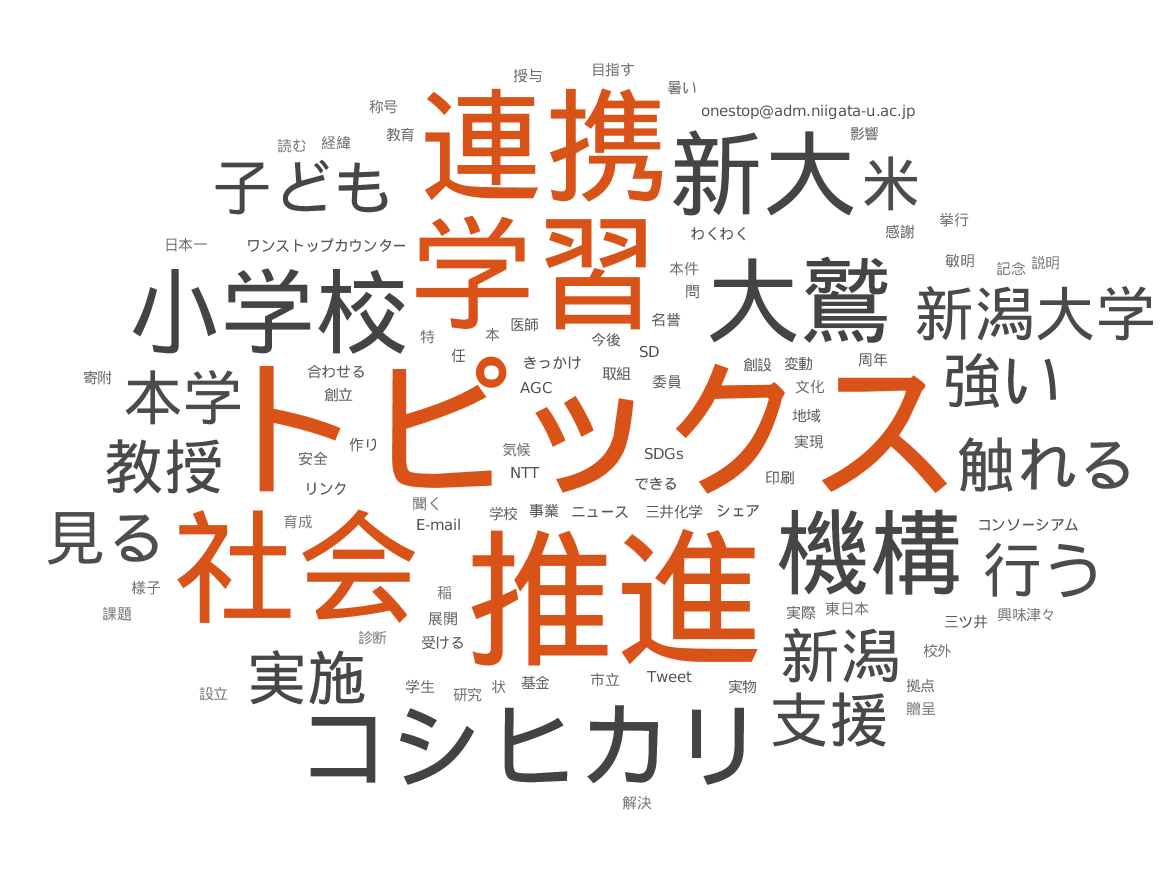 目指す
授与
暑い
称号
onestop@adm.niigata-u.ac.jp
教育
連携
影響
新大
読む
経緯
子ども
米
挙行
感謝
わくわく
日本一
ワンストップカウンター
学習
敏明
記念
説明
本件
問
小学校
大鷲
新潟大学
名誉
医師
本
特
任
今後
SD
きっかけ
取組
AGC
委員
創設
変動
周年
文化
強い
寄附
本学
合わせる
創立
トピックス
地域
実現
作り
安全
気候
NTT
SDGs
できる
印刷
教授
触れる
リンク
聞く
E-mail
学校
事業
ニュース
三井化学
シェア
見る
育成
社会
推進
機構
コンソーシアム
行う
様子
課題
稲
展開
受ける
診断
実際
東日本
三ツ井
興味津々
新潟
校外
実施
設立
学生
研究
状
基金
市立
Tweet
実物
拠点
贈呈
支援
コシヒカリ
解決